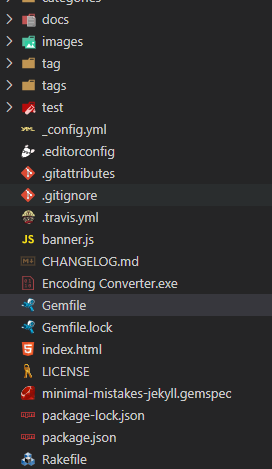 docs
images
tag
tags
test
_config.yml
.editorconfig
.gitattributes
.gitignore
.travis.yml
JS banner.js
CHANGELOG.md
Encoding Converter.exe
Gemfile
Gemfile.lock
index.html
LICENSE
minimal-mistakes-jekyll.gemspec
package-lock.json
package.json
Rakefile